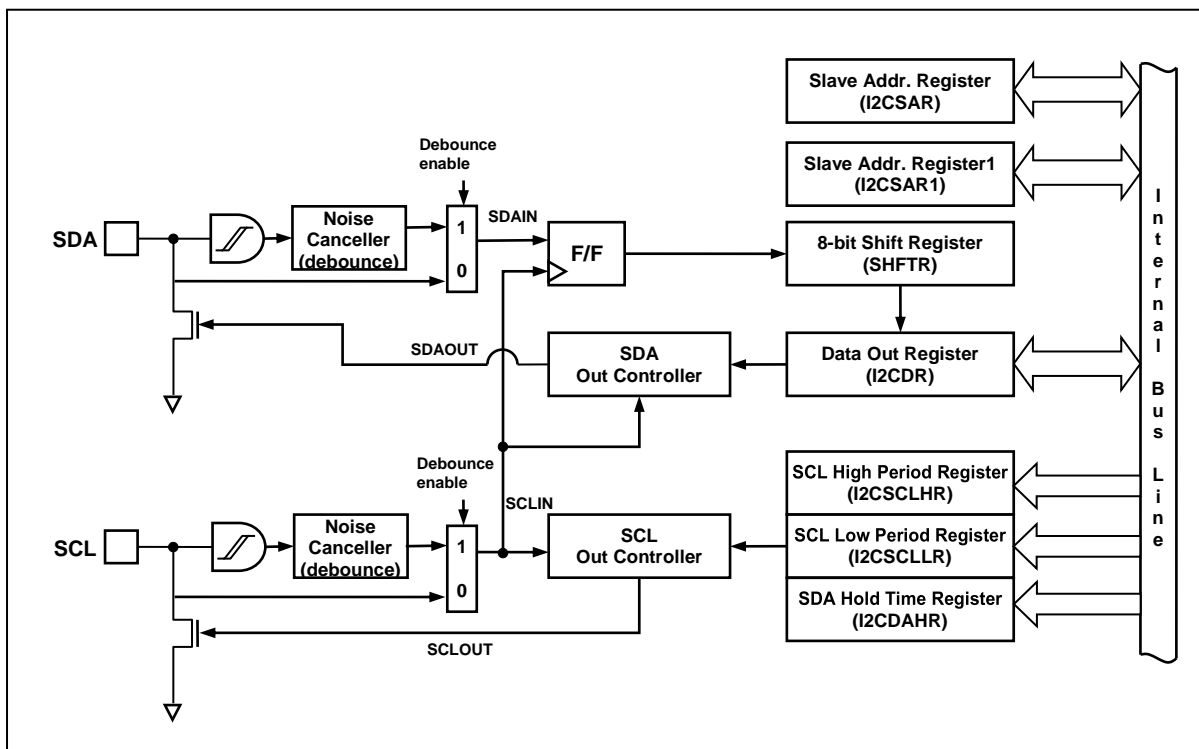 Slave Addr. Register
(I2CSAR)
Slave Addr. Register1
(I2CSAR1)
Debounce
enable
SDA
Noise
Canceller
(debounce)
1
0
SDAIN
F/F
8-bit Shift Register
(SHFTR)
SDAOUT
SDA
Out Controller
Data Out Register
(I2CDR)
Debounce
enable
SCL
Noise
Canceller
(debounce)
1
0
SCLIN
SCL
Out Controller
SCLOUT
SCL High Period Register
(I2CSCLHR)
SCL Low Period Register
(I2CSCLLR)
SDA Hold Time Register
(I2CDAHR)
Internal Bus Line